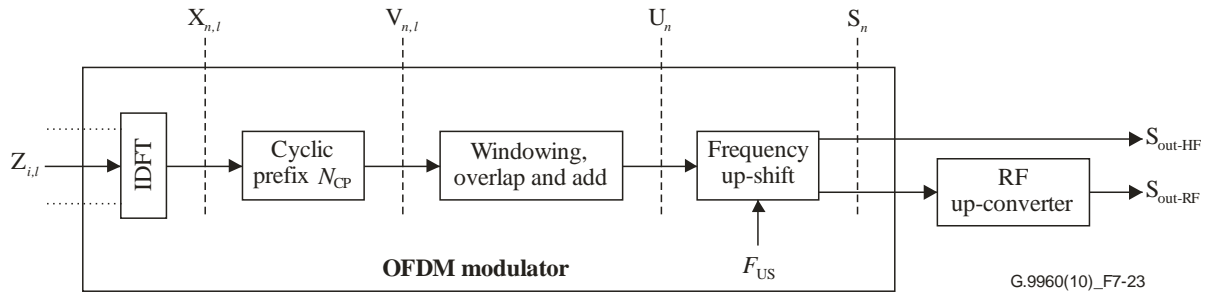 X_{n,l} V_{n,l} U_n S_n
Z_{i,l}
IDFT
Cyclic
prefix N_CP
Windowing,
overlap and add
Frequency
up-shift
S_out-HF
RF
up-converter
S_out-RF
F_US
OFDM modulator
G.9960(10)_F7-23